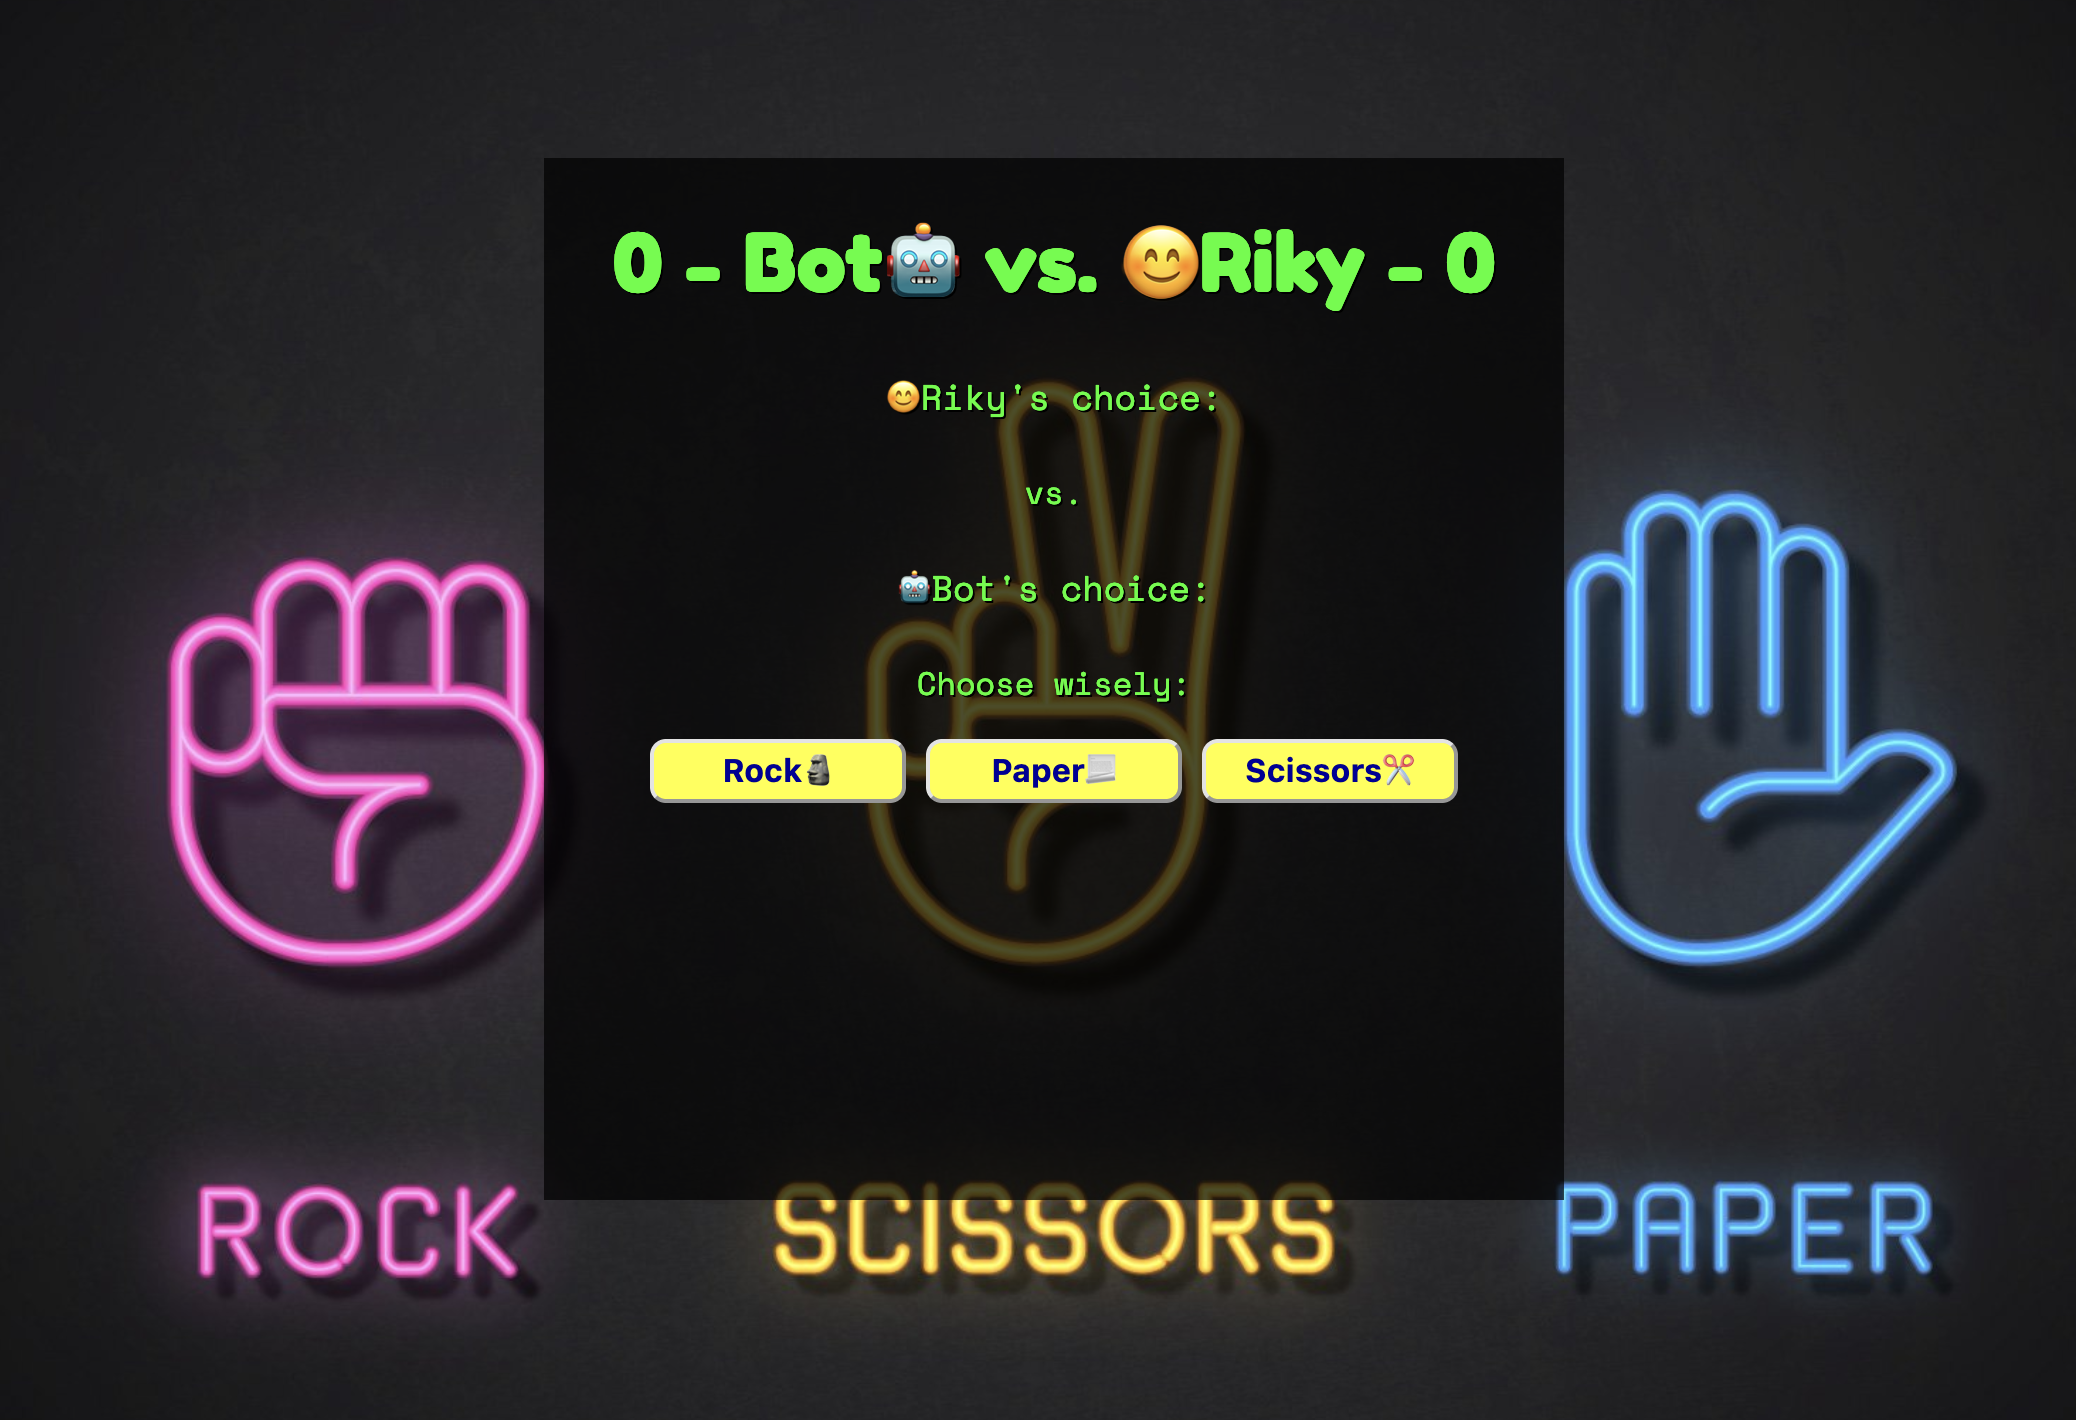 0 - Bot🤖 vs. 😊Riky - 0
😊Riky's choice:
vs.
🤖Bot's choice:
Choose wisely:
Rock🗿 Paper📃 Scissors✂️
ROCK SCISSORS PAPER